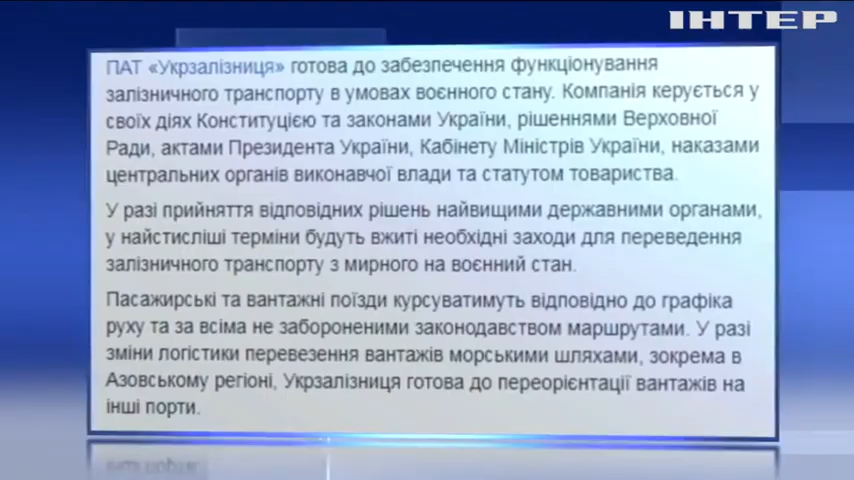 ІНТЕР
ПАТ «Укрзалізниця» готова до забезпечення функціонування
залізничного транспорту в умовах воєнного стану. Компанія керується у
своїх діях Конституцією та законами України, рішеннями Верховної
Ради, актами Президента України, Кабінету Міністрів України, наказами
центральних органів виконавчої влади та статутом товариства.
У разі прийняття відповідних рішень найвищими державними органами,
у найстисліші терміни будуть вжиті необхідні заходи для переведення
залізничного транспорту з мирного на воєнний стан.
Пасажирські та вантажні поїзди курсуватимуть відповідно до графіка
руху та за всіма не забороненими законодавством маршрутами. У разі
зміни логістики перевезення вантажів морськими шляхами, зокрема в
Азовському регіоні, Укрзалізниця готова до переорієнтації вантажів на
інші порти.